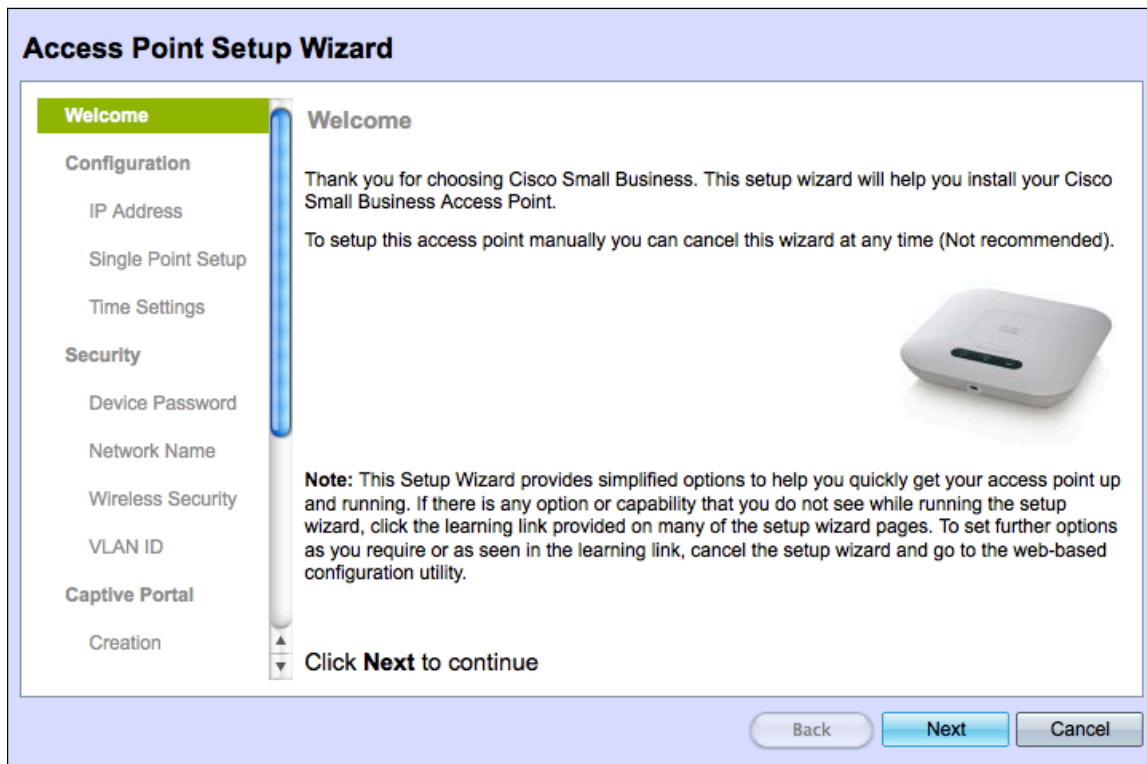 Access Point Setup Wizard
Welcome
Configuration
IP Address
Single Point Setup
Time Settings
Security
Device Password
Network Name
Wireless Security
VLAN ID
Captive Portal
Creation
Welcome
Thank you for choosing Cisco Small Business. This setup wizard will help you install your Cisco
Small Business Access Point.
To setup this access point manually you can cancel this wizard at any time (Not recommended).
Note: This Setup Wizard provides simplified options to help you quickly get your access point up
and running. If there is any option or capability that you do not see while running the setup
wizard, click the learning link provided on many of the setup wizard pages. To set further options
as you require or as seen in the learning link, cancel the setup wizard and go to the web-based
configuration utility.
Click Next to continue
Back
Next
Cancel